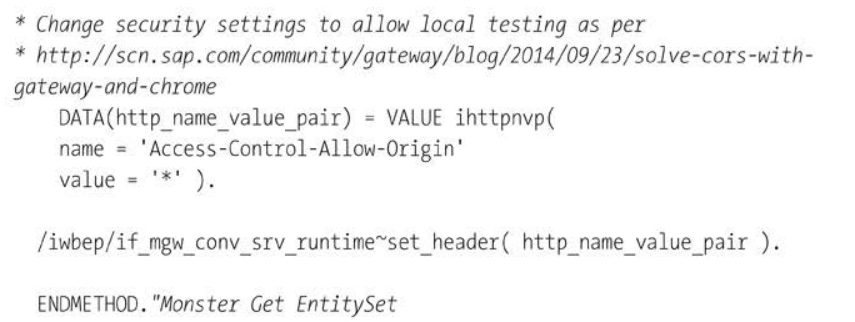 * Change security settings to allow local testing as per
* http://scn.sap.com/community/gateway/blog/2014/09/23/solve-cors-with-
gateway-and-chrome
DATA(http_name_value_pair) = VALUE ihttpnvp(
name = 'Access-Control-Allow-Origin'
value = '*' ).
/iwbep/if_mgw_conv_srv_runtime~set_header( http_name_value_pair ).
ENDMETHOD."Monster Get EntitySet